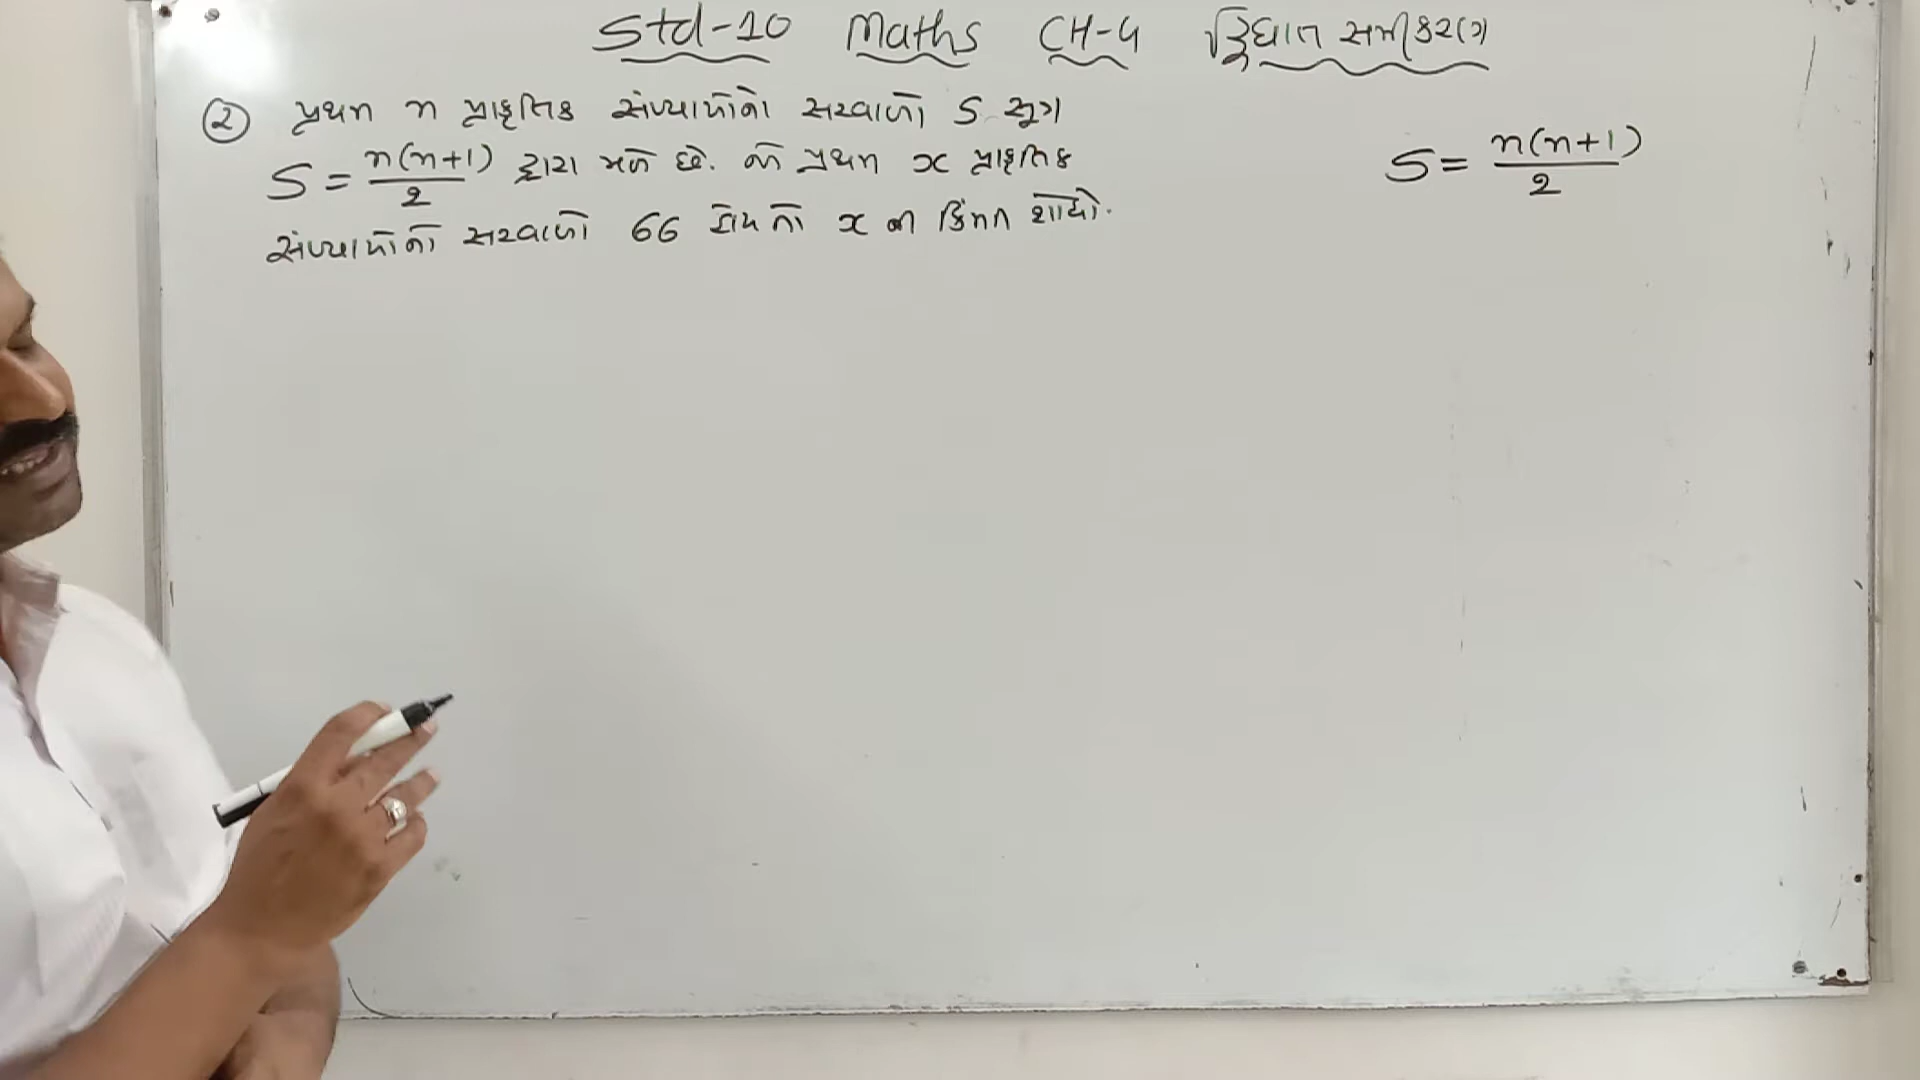 Std-10 Maths CH-4 દ્વિઘાત સમીકરણ
② પ્રથમ n પ્રાકૃતિક સંખ્યાઓનો સરવાળો S સૂત્ર
S = n(n+1)/2 દ્વારા મળે છે. જો પ્રથમ x પ્રાકૃતિક
સંખ્યાઓનો સરવાળો 66 હોય તો x ની કિંમત શોધો.
S = n(n+1)/2